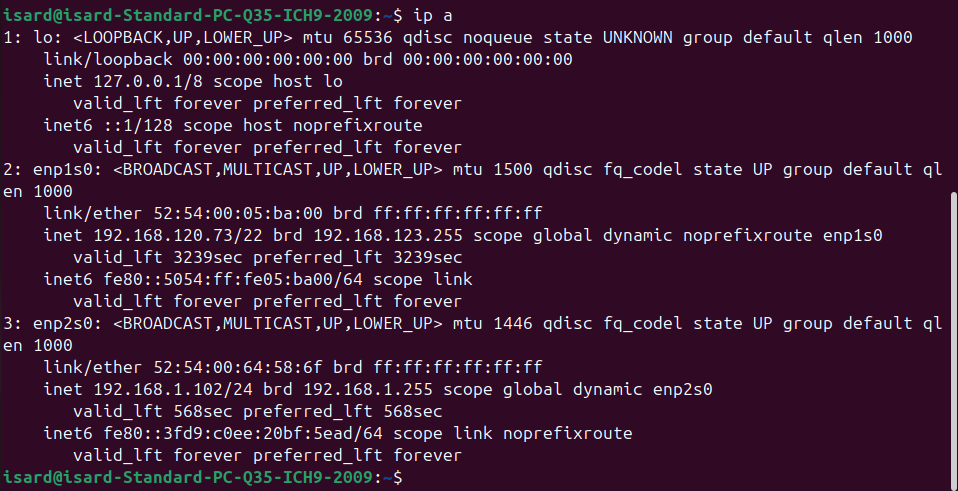 isard@isard-Standard-PC-Q35-ICH9-2009:~$ ip a
1: lo: <LOOPBACK,UP,LOWER_UP> mtu 65536 qdisc noqueue state UNKNOWN group default qlen 1000
    link/loopback 00:00:00:00:00:00 brd 00:00:00:00:00:00
    inet 127.0.0.1/8 scope host lo
       valid_lft forever preferred_lft forever
    inet6 ::1/128 scope host noprefixroute
       valid_lft forever preferred_lft forever
2: enp1s0: <BROADCAST,MULTICAST,UP,LOWER_UP> mtu 1500 qdisc fq_codel state UP group default ql
en 1000
    link/ether 52:54:00:05:ba:00 brd ff:ff:ff:ff:ff:ff
    inet 192.168.120.73/22 brd 192.168.123.255 scope global dynamic noprefixroute enp1s0
       valid_lft 3239sec preferred_lft 3239sec
    inet6 fe80::5054:ff:fe05:ba00/64 scope link
       valid_lft forever preferred_lft forever
3: enp2s0: <BROADCAST,MULTICAST,UP,LOWER_UP> mtu 1446 qdisc fq_codel state UP group default ql
en 1000
    link/ether 52:54:00:64:58:6f brd ff:ff:ff:ff:ff:ff
    inet 192.168.1.102/24 brd 192.168.1.255 scope global dynamic enp2s0
       valid_lft 568sec preferred_lft 568sec
    inet6 fe80::3fd9:c0ee:20bf:5ead/64 scope link noprefixroute
       valid_lft forever preferred_lft forever
isard@isard-Standard-PC-Q35-ICH9-2009:~$